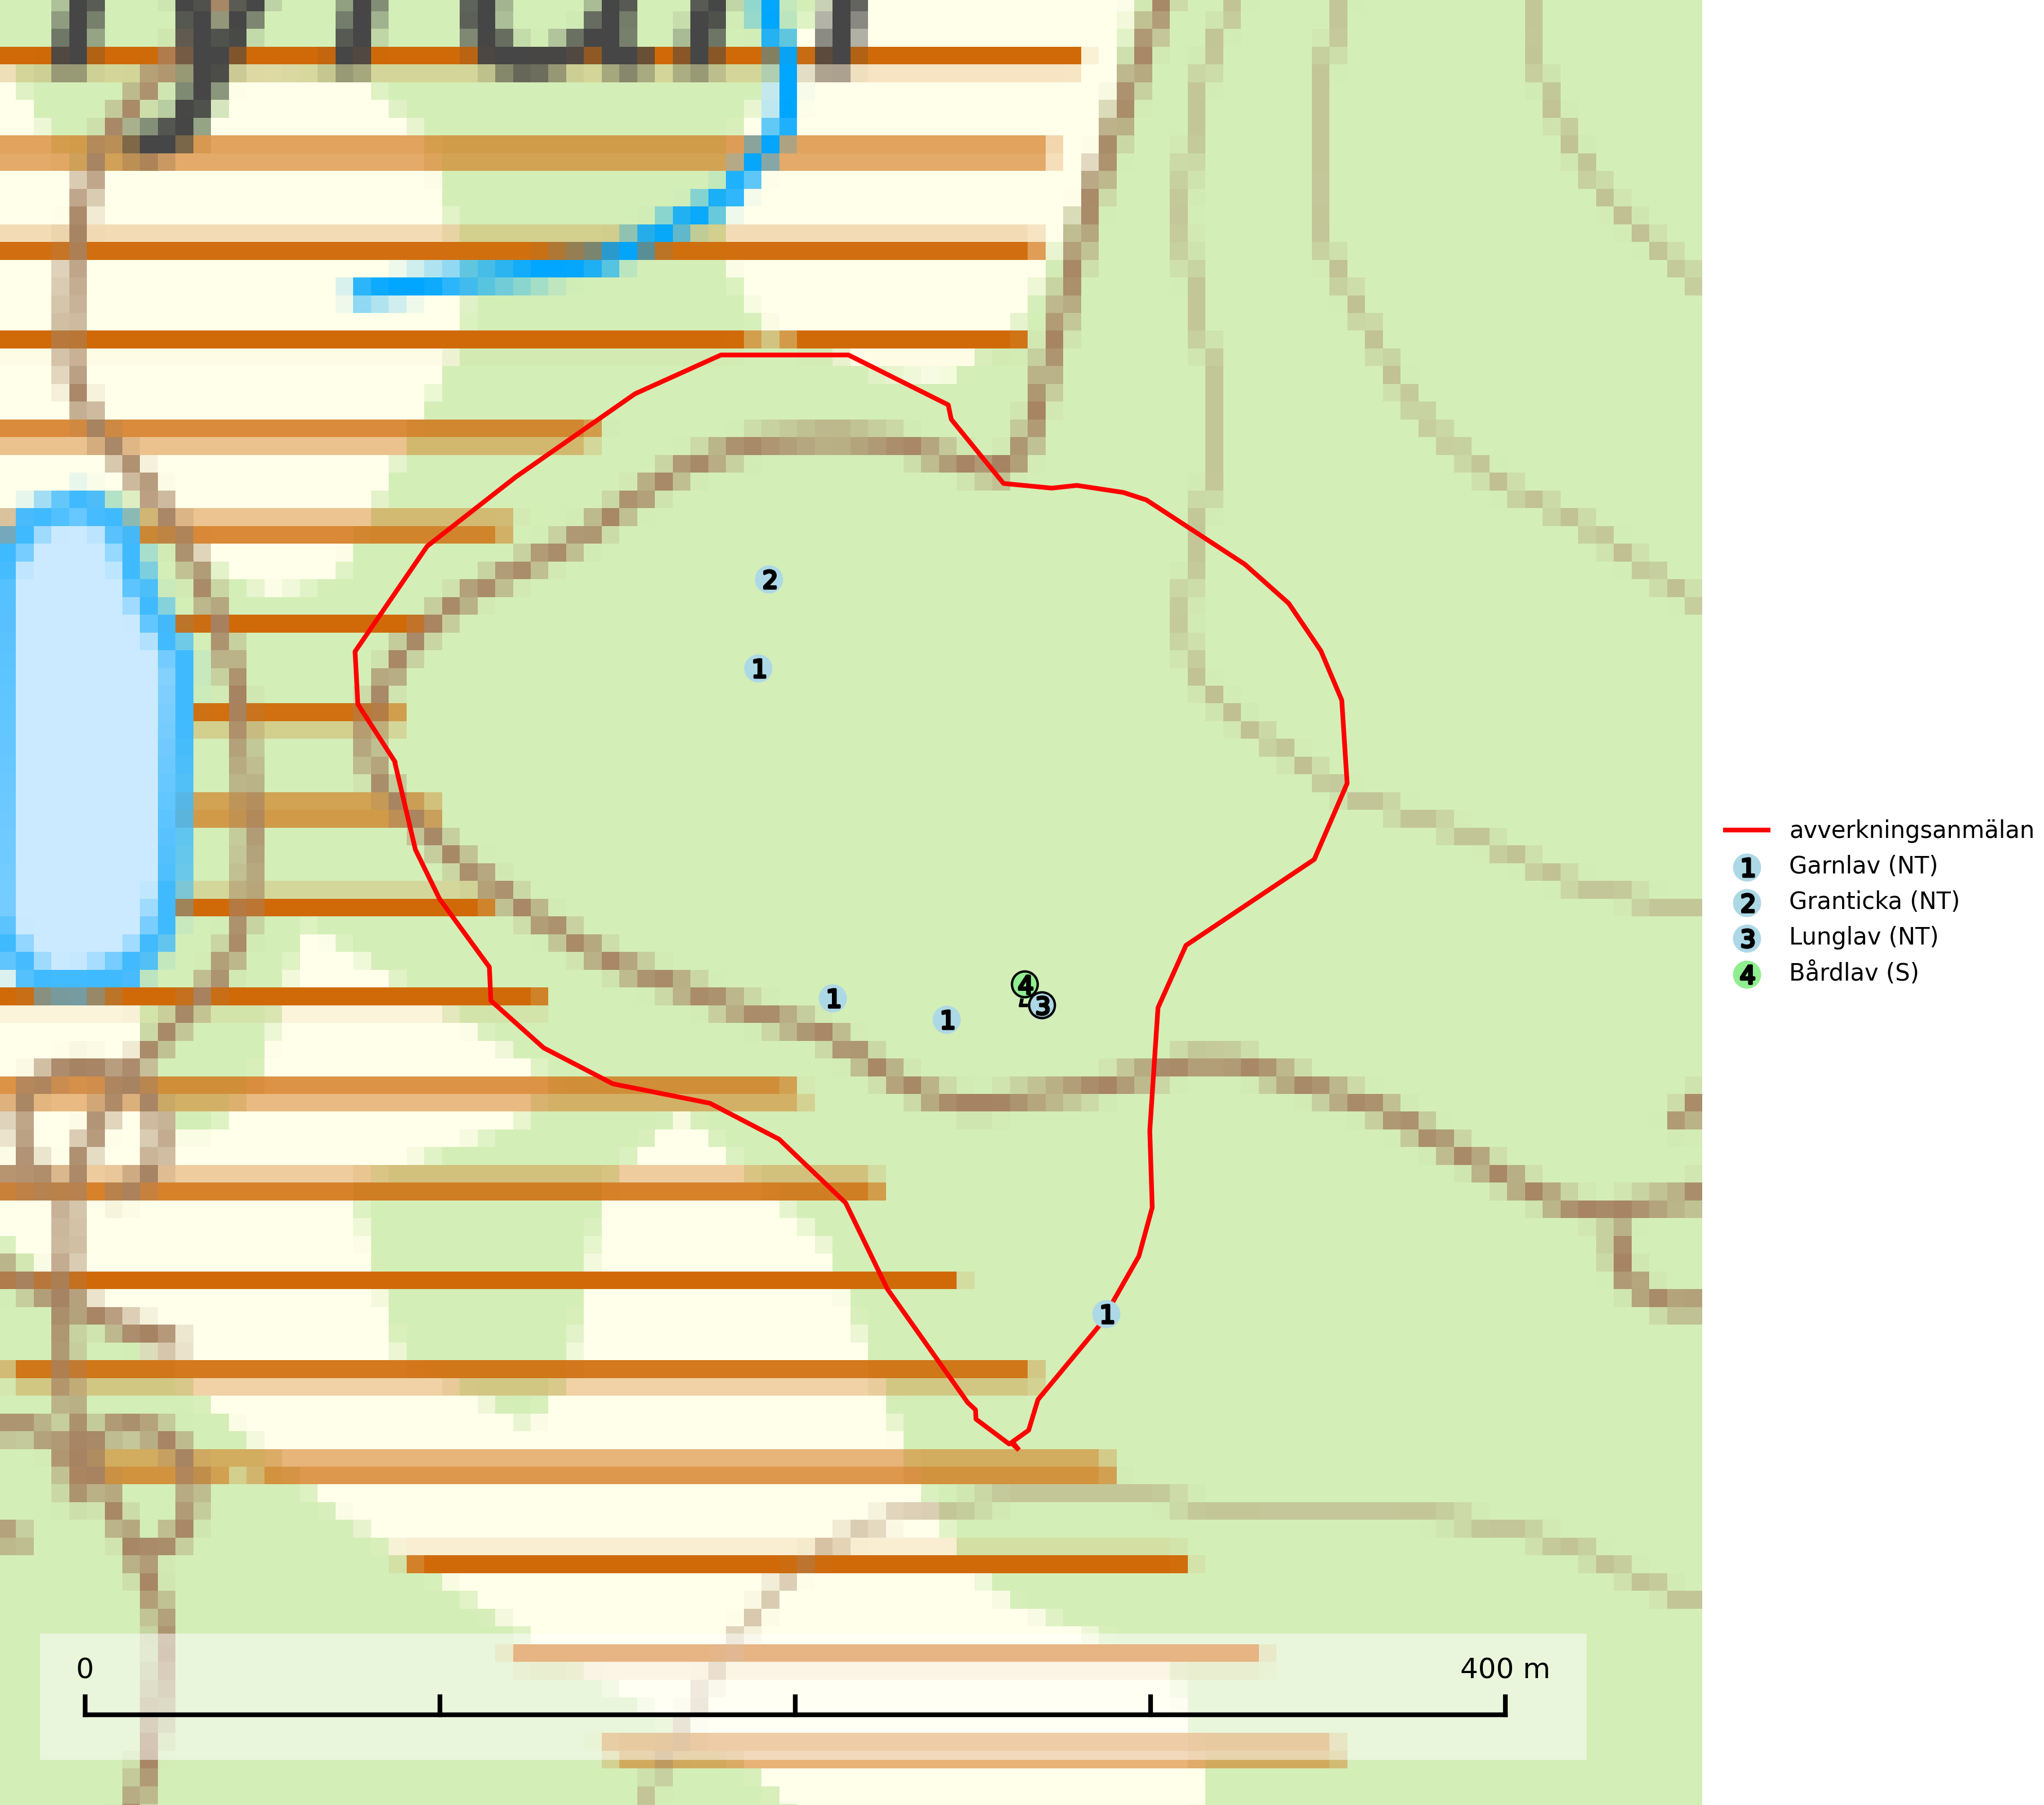 2
1
4
3
1
1
1
avverkningsanmälan
1 Garnlav (NT)
2 Granticka (NT)
3 Lunglav (NT)
4 Bårdlav (S)
0 400 m